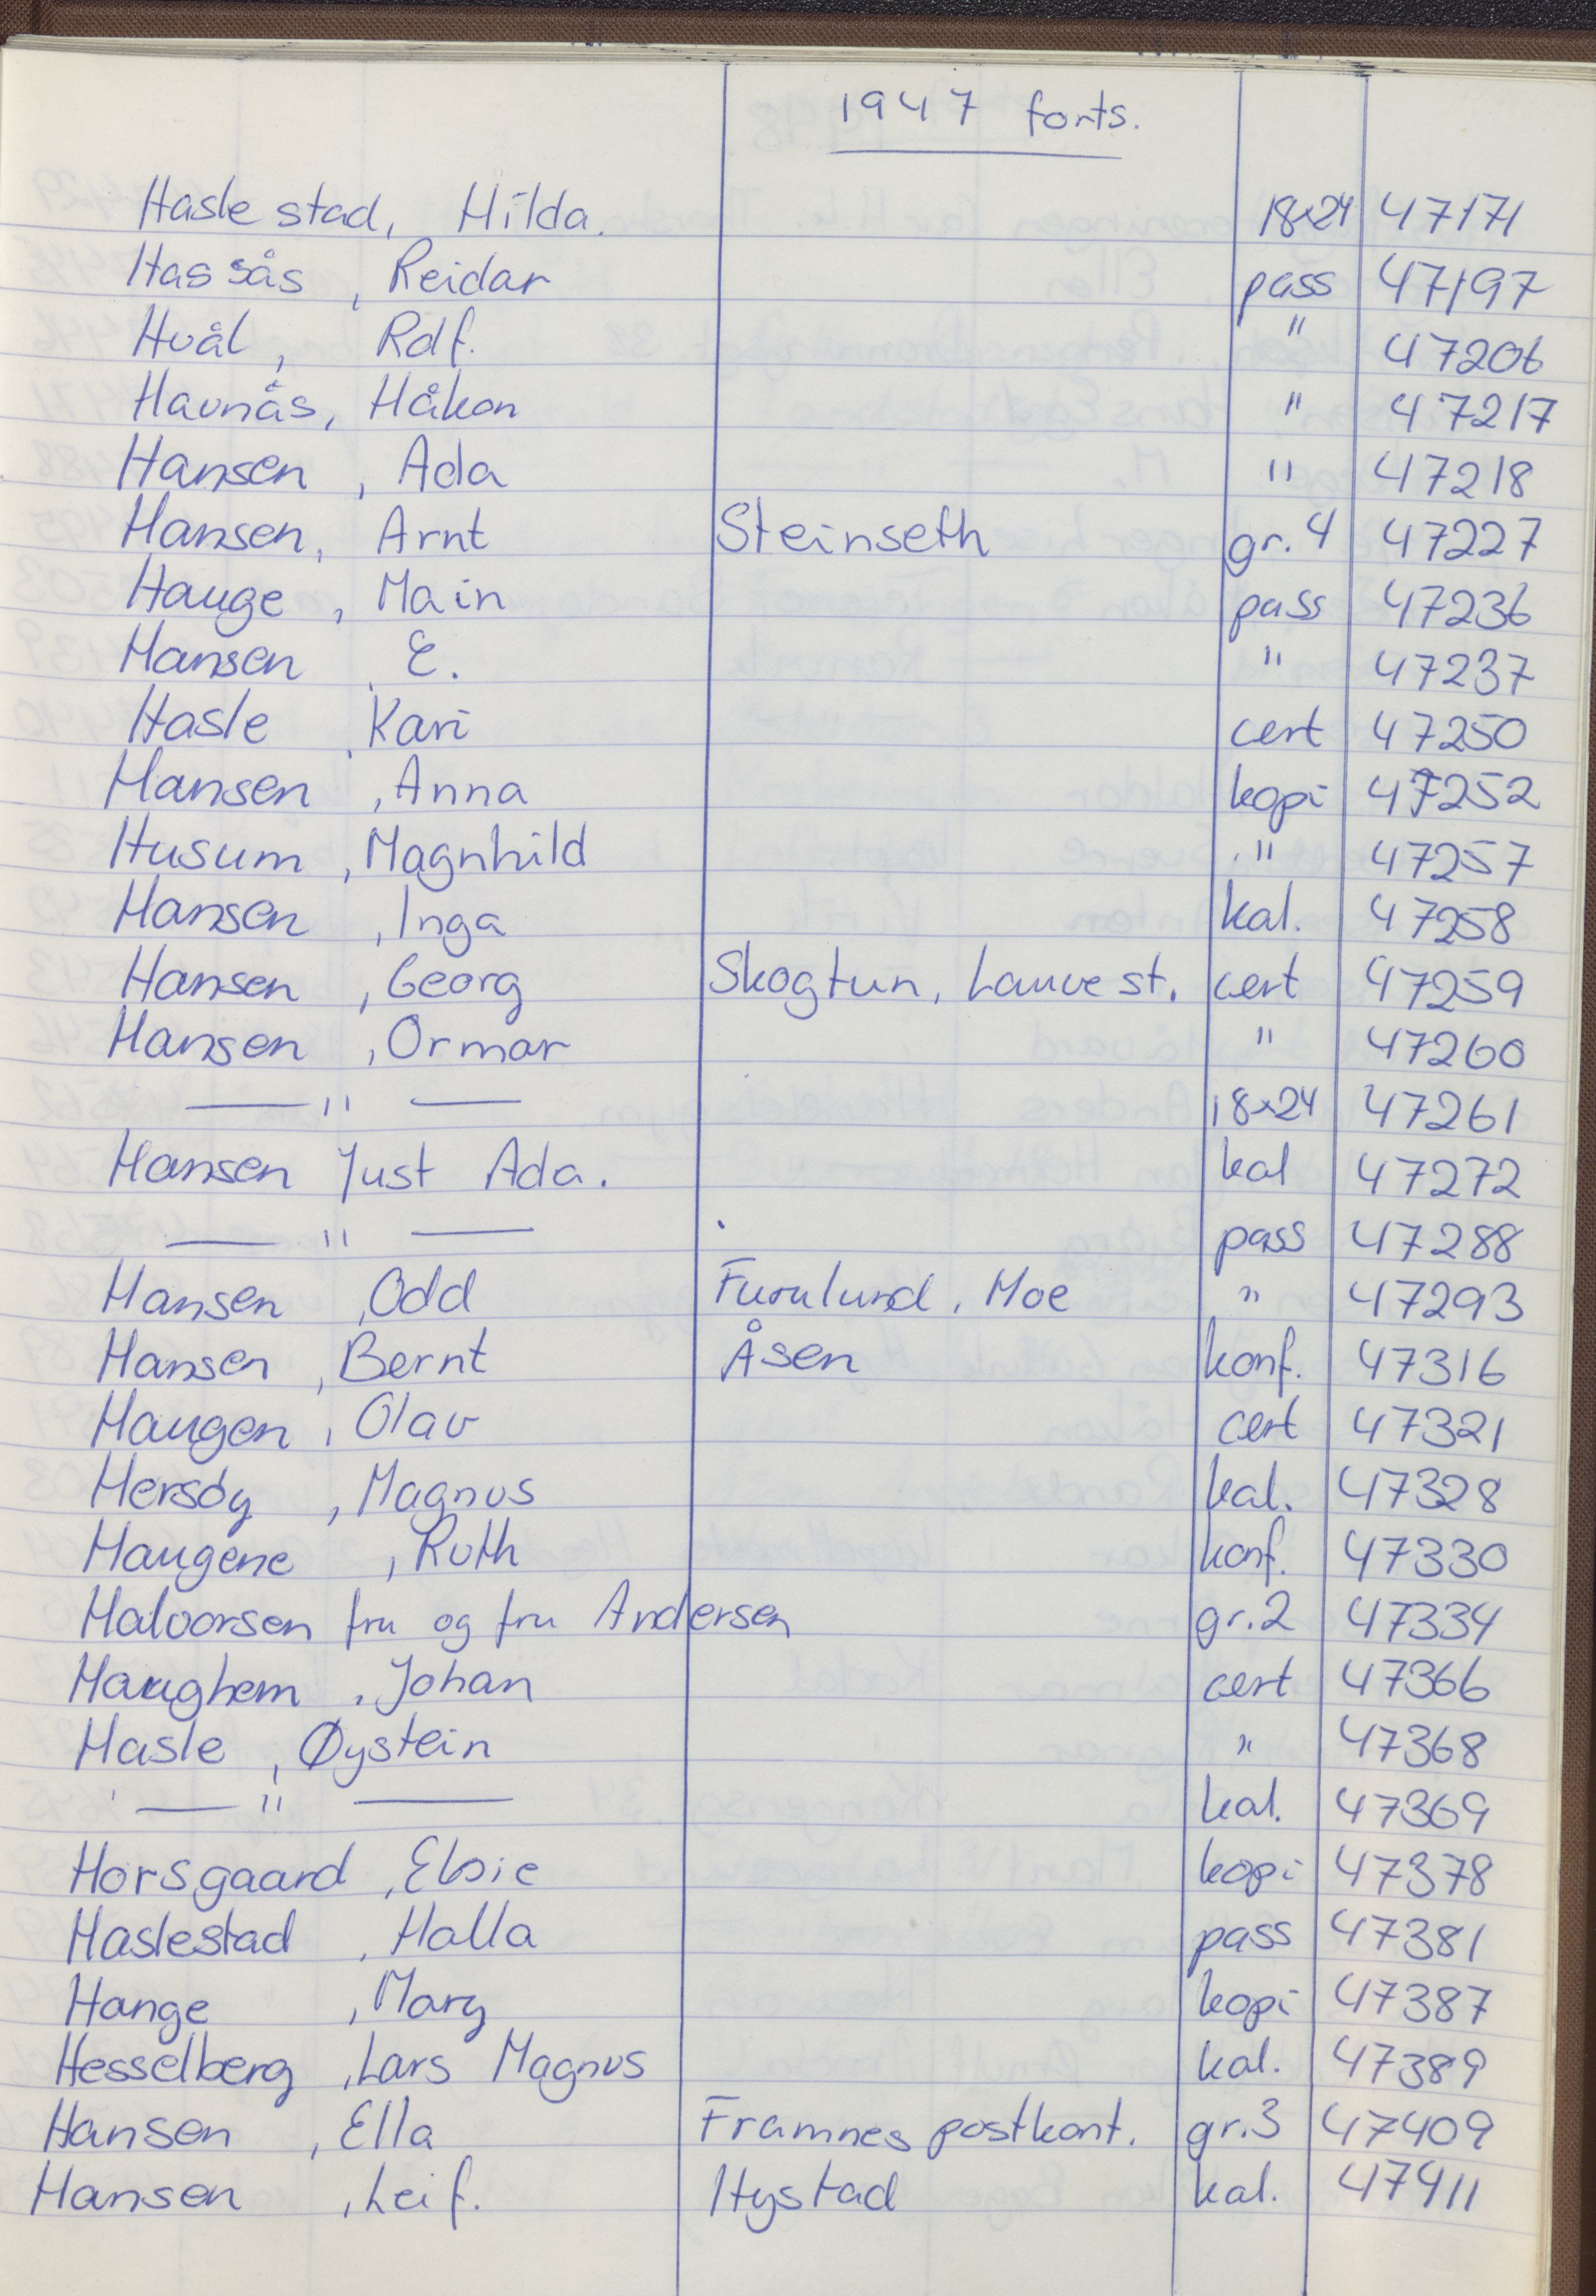 1947 forts.
Haslestad, Hilda. 18x24 47171
Hassås, Reidar pass 47197
Hvål, Rolf. " 47206
Havnås, Håkon " 47217
Hansen, Ada " 47218
Hansen, Arnt Steinseth gr. 4 47227
Hauge, Main pass 47236
Hansen, E. " 47237
Hasle, Kari cert 47250
Hansen, Anna kopi 47252
Husum, Magnhild " 47257
Hansen, Inga kal. 47258
Hansen, Georg Skogtun, Lauve st. cert 47259
Hansen, Ormar " 47260
— " — 18x24 47261
Hansen Just Ada. kal 47272
— " — pass 47288
Hansen, Odd Furulund, Moe " 47293
Hansen, Bernt Åsen konf. 47316
Haugen, Olav cert 47321
Hersöy, Magnus kal. 47328
Haugene, Ruth konf. 47330
Halvorsen fru og fru Andersen gr. 2 47334
Haughem, Johan cert 47366
Hasle, Øystein " 47368
— " — kal. 47369
Horsgaard, Elsie kopi 47378
Haslestad, Halla pass 47381
Hange, Mary kopi 47387
Hesselberg, Lars Magnus kal. 47389
Hansen, Ella Framnes postkont. gr. 3 47409
Hansen, Leif. Hystad kal. 47411